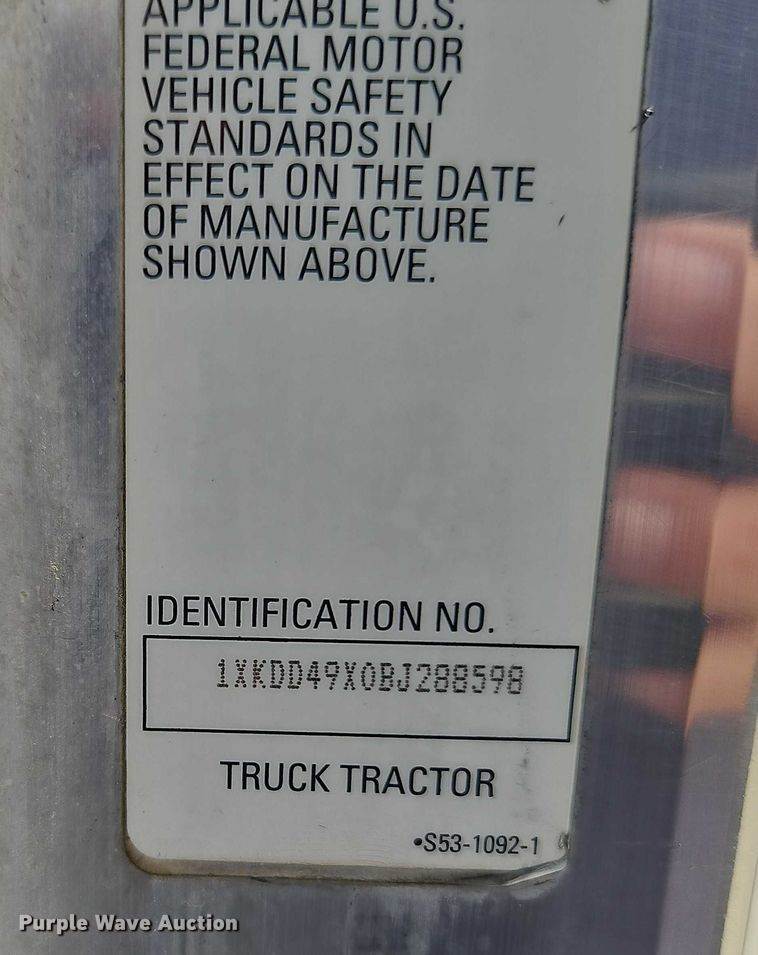 APPLICABLE U.S.
FEDERAL MOTOR
VEHICLE SAFETY
STANDARDS IN
EFFECT ON THE DATE
OF MANUFACTURE
SHOWN ABOVE.
IDENTIFICATION NO.
1XKDD49X0BJ288598
TRUCK TRACTOR
•S53-1092-1
Purple Wave Auction